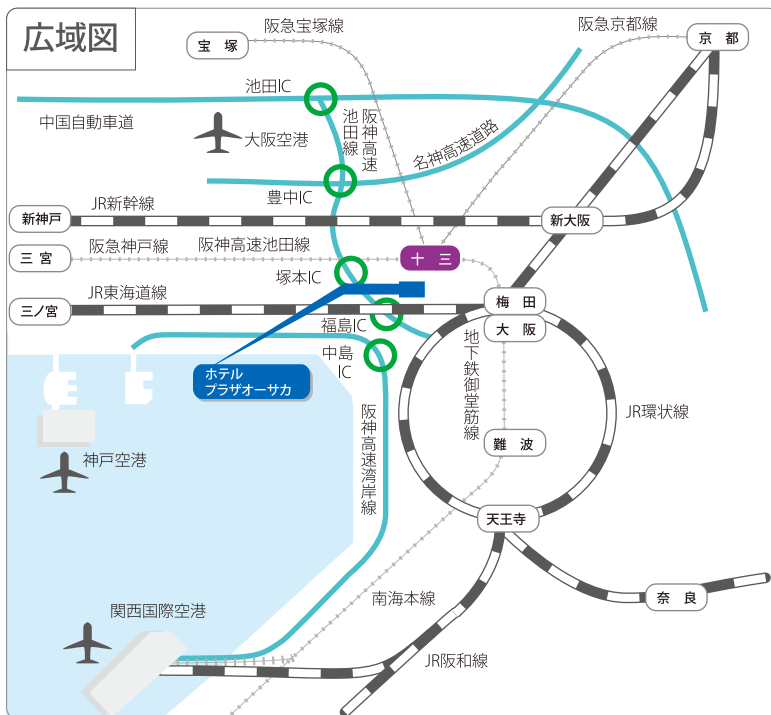 広域図
宝塚
阪急宝塚線
阪急京都線
京都
池田IC
中国自動車道
大阪空港
阪神高速
池田線
名神高速道路
豊中IC
新神戸
JR新幹線
新大阪
三宮
阪急神戸線
阪神高速池田線
十三
塚本IC
三ノ宮
JR東海道線
梅田
大阪
福島IC
中島
IC
ホテル
プラザオーサカ
地下鉄御堂筋線
JR環状線
阪神高速湾岸線
難波
神戸空港
天王寺
関西国際空港
南海本線
奈良
JR阪和線